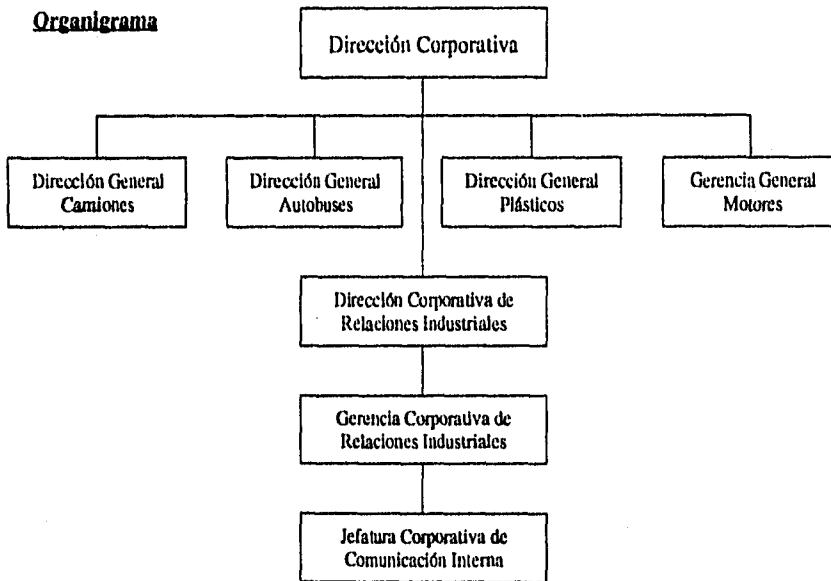 Organigrama
Dirección Corporativa
Dirección General
Camiones
Dirección General
Autobuses
Dirección General
Plásticos
Gerencia General
Motores
Dirección Corporativa de
Relaciones Industriales
Gerencia Corporativa de
Relaciones Industriales
Jefatura Corporativa de
Comunicación Interna